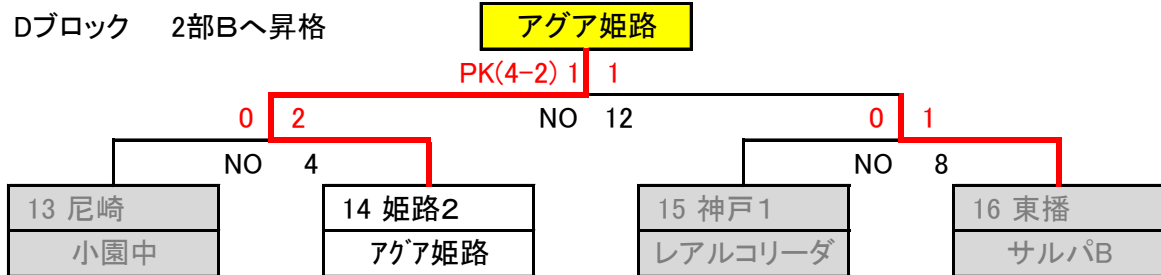 Dブロック 2部Bへ昇格
アグア姫路
PK(4-2) 1 1
0 2 NO 12 0 1
NO 4 NO 8
13 尼崎 14 姫路2 15 神戸1 16 東播
小園中 アグア姫路 レアルコリーダ サルパB